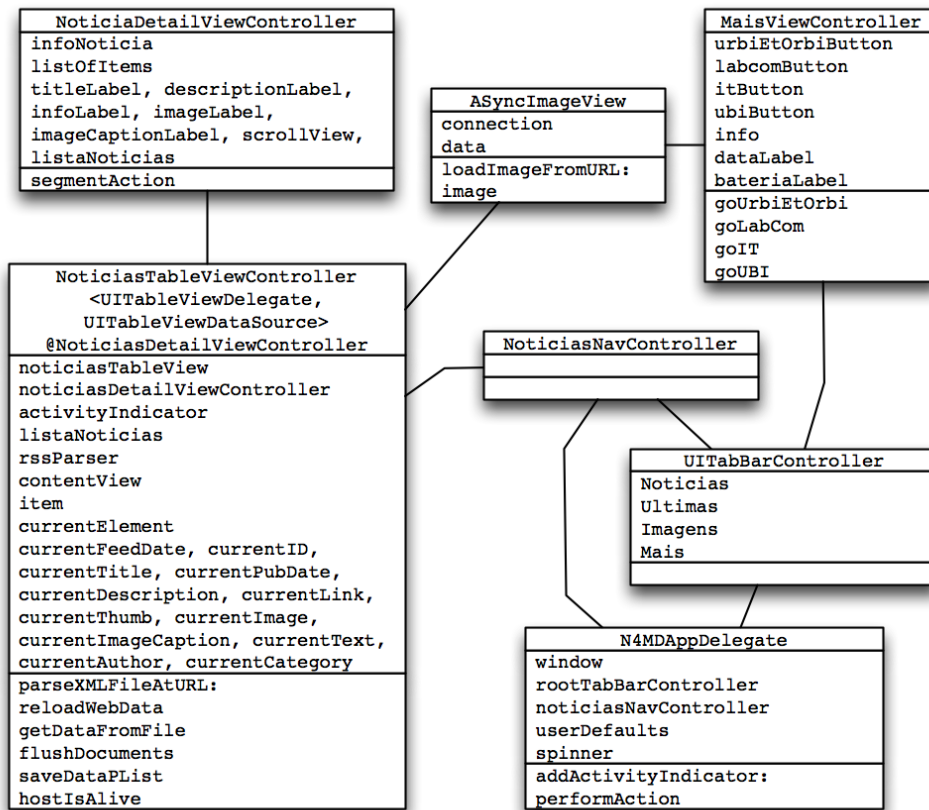 NoticiaDetailViewController
infoNoticia
listOfItems
titleLabel, descriptionLabel,
infoLabel, imageLabel,
imageCaptionLabel, scrollView,
listaNoticias
segmentAction
ASyncImageView
connection
data
loadImageFromURL:
image
MaisViewController
urbiEtOrbiButton
labcomButton
itButton
ubiButton
info
dataLabel
bateriaLabel
goUrbiEtOrbi
goLabCom
goIT
goUBI
NoticiasTableViewController
<UITableViewDelegate,
UITableViewDataSource>
@NoticiasDetailViewController
noticiasTableView
noticiasDetailViewController
activityIndicator
listaNoticias
rssParser
contentView
item
currentElement
currentFeedDate, currentID,
currentTitle, currentPubDate,
currentDescription, currentLink,
currentThumb, currentImage,
currentImageCaption, currentText,
currentAuthor, currentCategory
parseXMLFileAtURL:
reloadWebData
getDataFromFile
flushDocuments
saveDataPList
hostIsAlive
NoticiasNavController
UITabBarController
Noticias
Ultimas
Imagens
Mais
N4MDAppDelegate
window
rootTabBarController
noticiasNavController
userDefaults
spinner
addActivityIndicator:
performAction